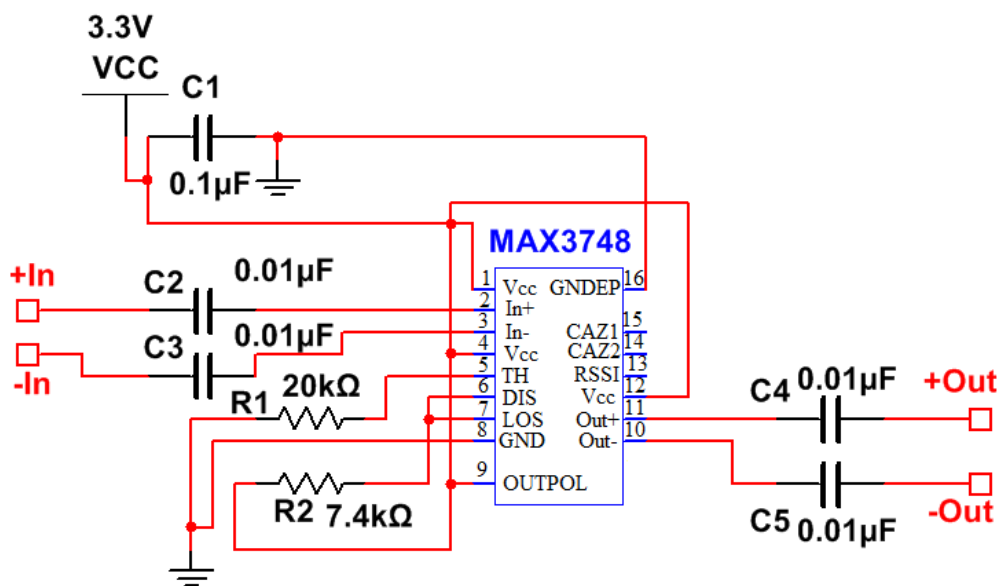 3.3V
VCC
C1
0.1µF
MAX3748
+In
C2
0.01µF
0.01µF
C3
-In
R1
20kΩ
R2
7.4kΩ
1 Vcc
2 In+
3 In-
4 Vcc
5 TH
6 DIS
7 LOS
8 GND
9 OUTPOL
GNDEP 16
CAZ1 15
CAZ2 14
RSSI 13
Vcc 12
Out+ 11
Out- 10
C4
0.01µF
+Out
C5
0.01µF
-Out